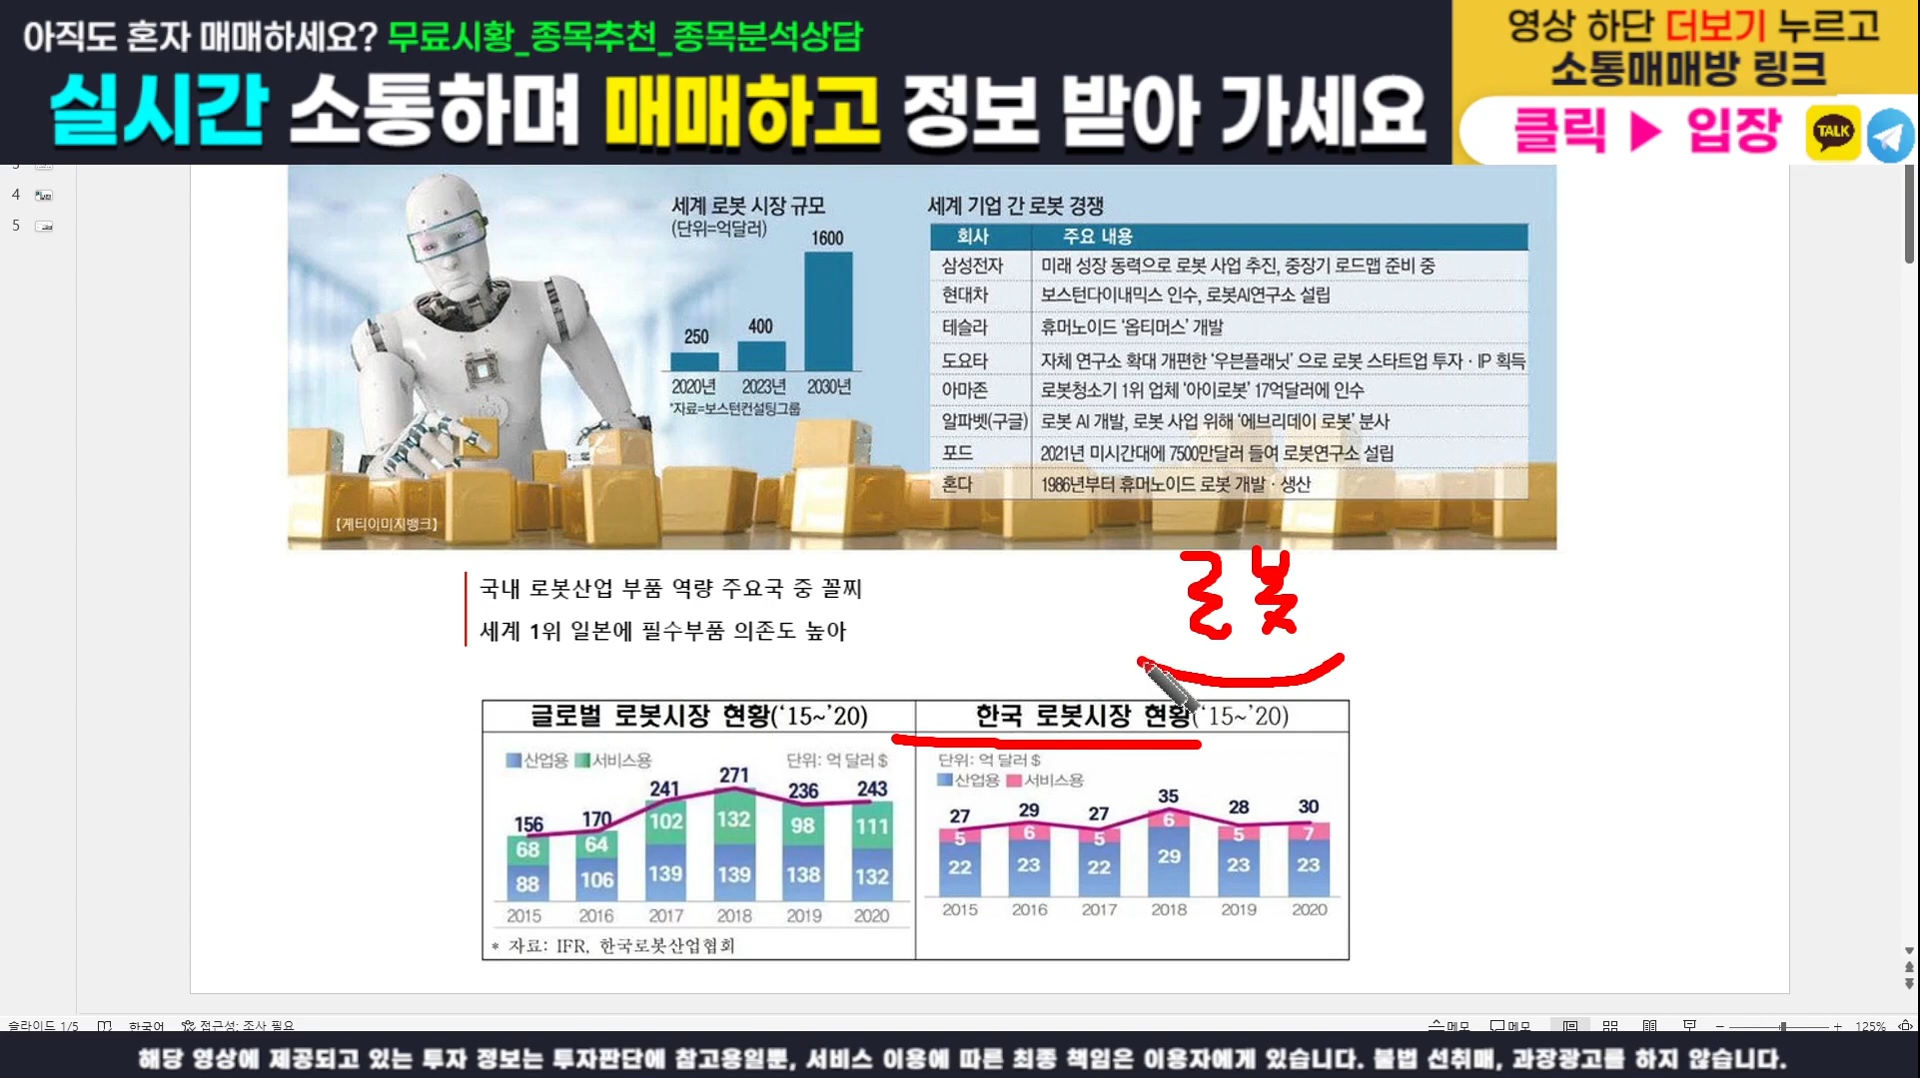 아직도 혼자 매매하세요? 무료시황_종목추천_종목분석상담
실시간 소통하며 매매하고 정보 받아 가세요
영상 하단 더보기 누르고
소통매매방 링크
클릭 ▶ 입장
TALK
4
5
세계 로봇 시장 규모
(단위=억달러)
250
400
1600
2020년 2023년 2030년
*자료=보스턴컨설팅그룹
【게티이미지뱅크】
세계 기업 간 로봇 경쟁
회사 주요 내용
삼성전자 미래 성장 동력으로 로봇 사업 추진, 중장기 로드맵 준비 중
현대차 보스턴다이내믹스 인수, 로봇AI연구소 설립
테슬라 휴머노이드 ‘옵티머스’ 개발
도요타 자체 연구소 확대 개편한 ‘우븐플래닛’ 으로 로봇 스타트업 투자·IP 획득
아마존 로봇청소기 1위 업체 ‘아이로봇’ 17억달러에 인수
알파벳(구글) 로봇 AI 개발, 로봇 사업 위해 ‘에브리데이 로봇’ 분사
포드 2021년 미시간대에 7500만달러 들여 로봇연구소 설립
혼다 1986년부터 휴머노이드 로봇 개발·생산
국내 로봇산업 부품 역량 주요국 중 꼴찌
세계 1위 일본에 필수부품 의존도 높아
로봇
글로벌 로봇시장 현황(‘15~’20)
산업용 서비스용 단위: 억 달러 $
156 170 241 271 236 243
68 64 102 132 98 111
88 106 139 139 138 132
2015 2016 2017 2018 2019 2020
* 자료: IFR, 한국로봇산업협회
한국 로봇시장 현황(‘15~’20)
단위: 억 달러 $
산업용 서비스용
27 29 27 35 28 30
5 6 5 6 5 7
22 23 22 29 23 23
2015 2016 2017 2018 2019 2020
슬라이드 1/5 한국어 접근성: 조사 필요 메모 메모 125%
해당 영상에 제공되고 있는 투자 정보는 투자판단에 참고용일뿐, 서비스 이용에 따른 최종 책임은 이용자에게 있습니다. 불법 선취매, 과장광고를 하지 않습니다.